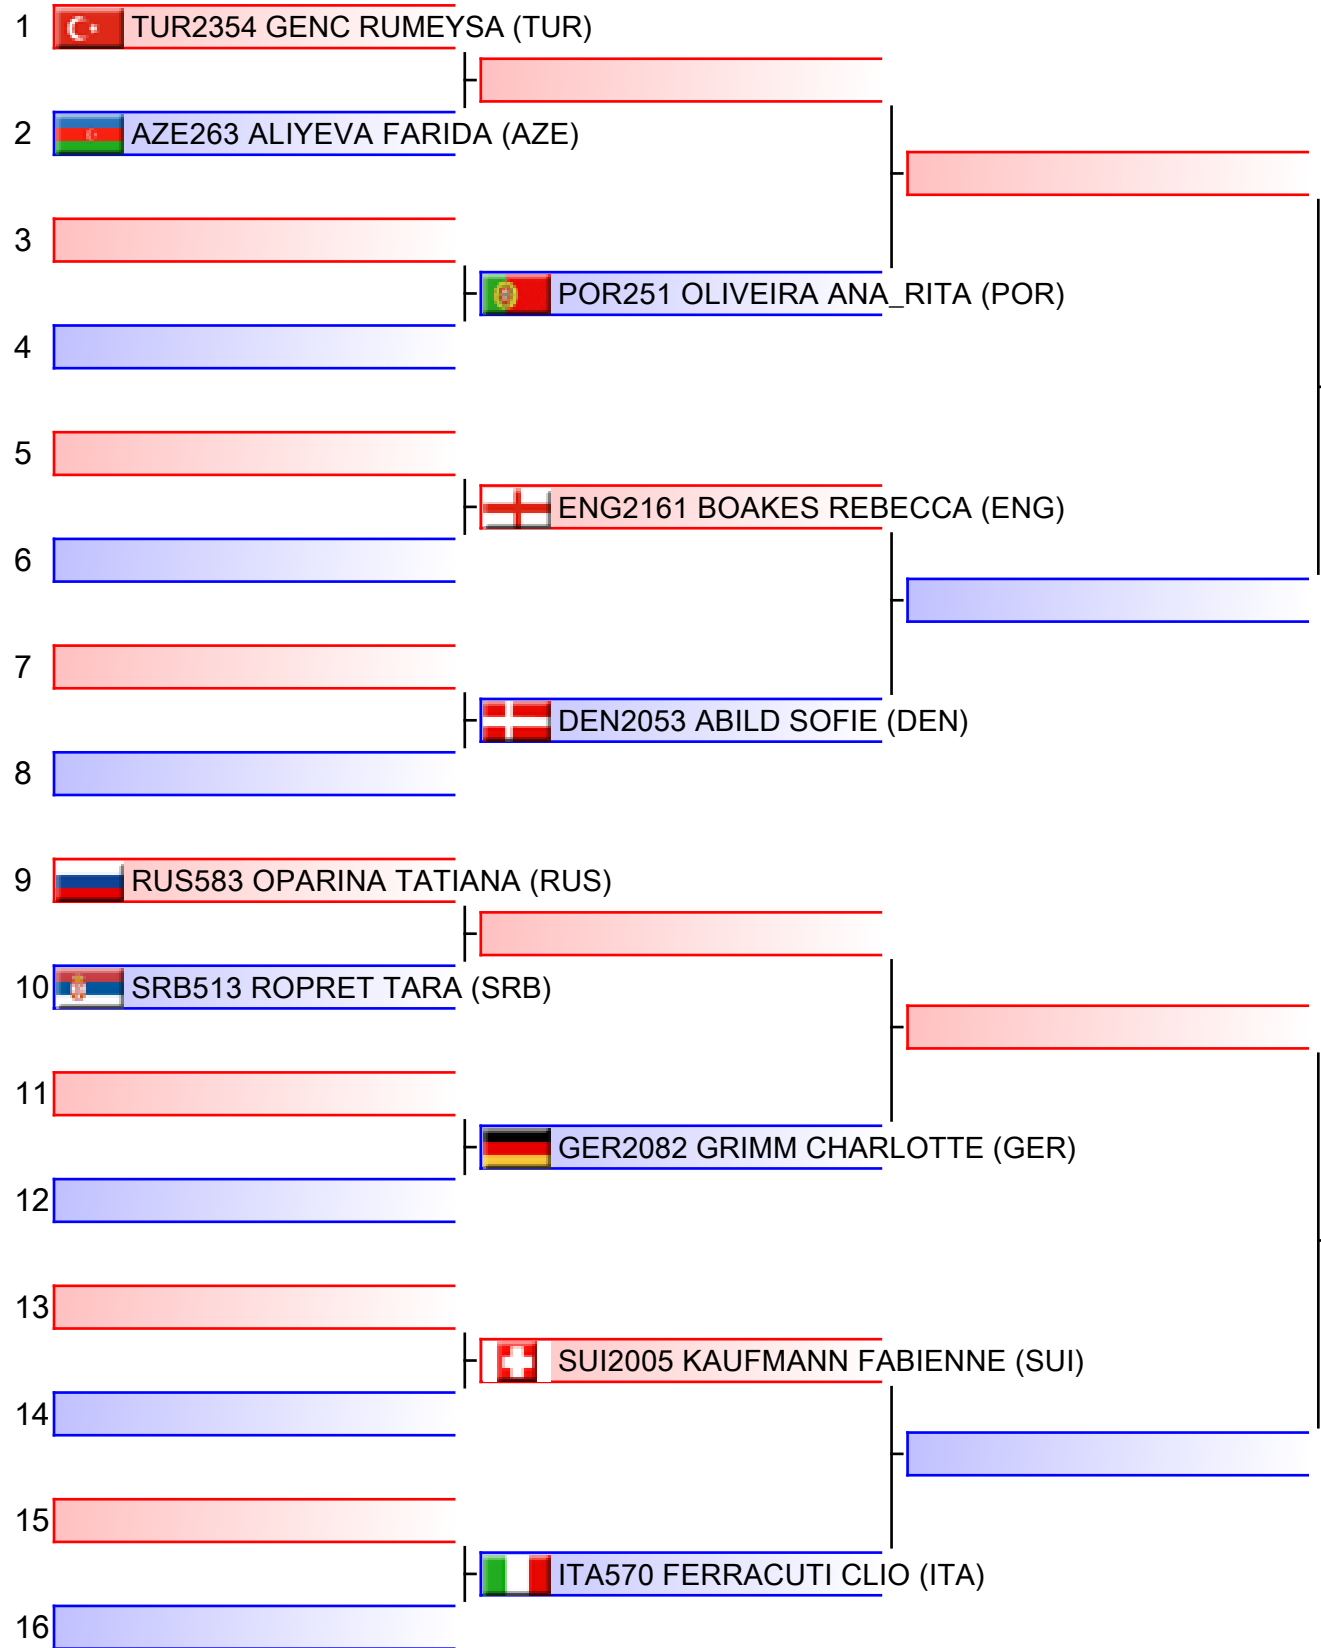 1 TUR2354 GENC RUMEYSA (TUR)
2 AZE263 ALIYEVA FARIDA (AZE)
3
POR251 OLIVEIRA ANA_RITA (POR)
4
5
ENG2161 BOAKES REBECCA (ENG)
6
7
DEN2053 ABILD SOFIE (DEN)
8
9 RUS583 OPARINA TATIANA (RUS)
10 SRB513 ROPRET TARA (SRB)
11
GER2082 GRIMM CHARLOTTE (GER)
12
13
SUI2005 KAUFMANN FABIENNE (SUI)
14
15
ITA570 FERRACUTI CLIO (ITA)
16